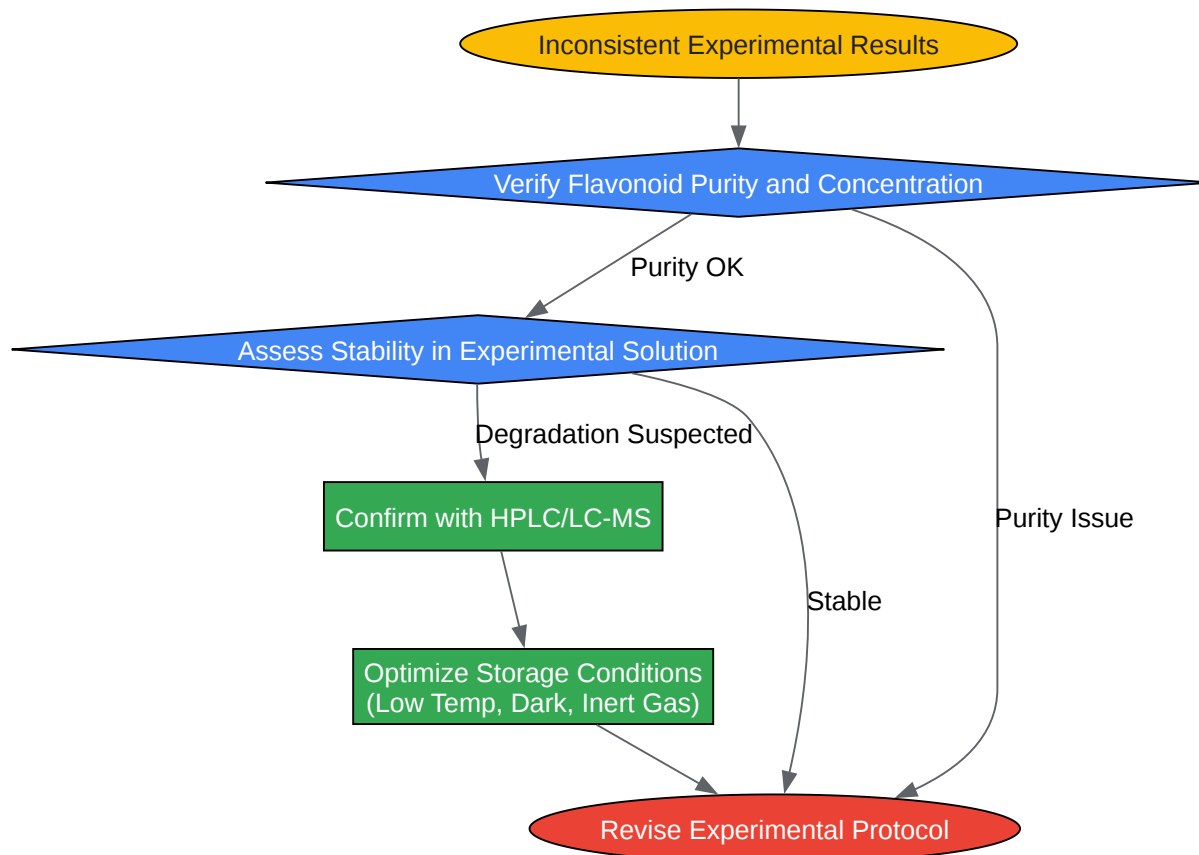 Inconsistent Experimental Results
Verify Flavonoid Purity and Concentration
Purity OK
Assess Stability in Experimental Solution
Degradation Suspected
Confirm with HPLC/LC-MS
Purity Issue
Stable
Optimize Storage Conditions
(Low Temp, Dark, Inert Gas)
Revise Experimental Protocol